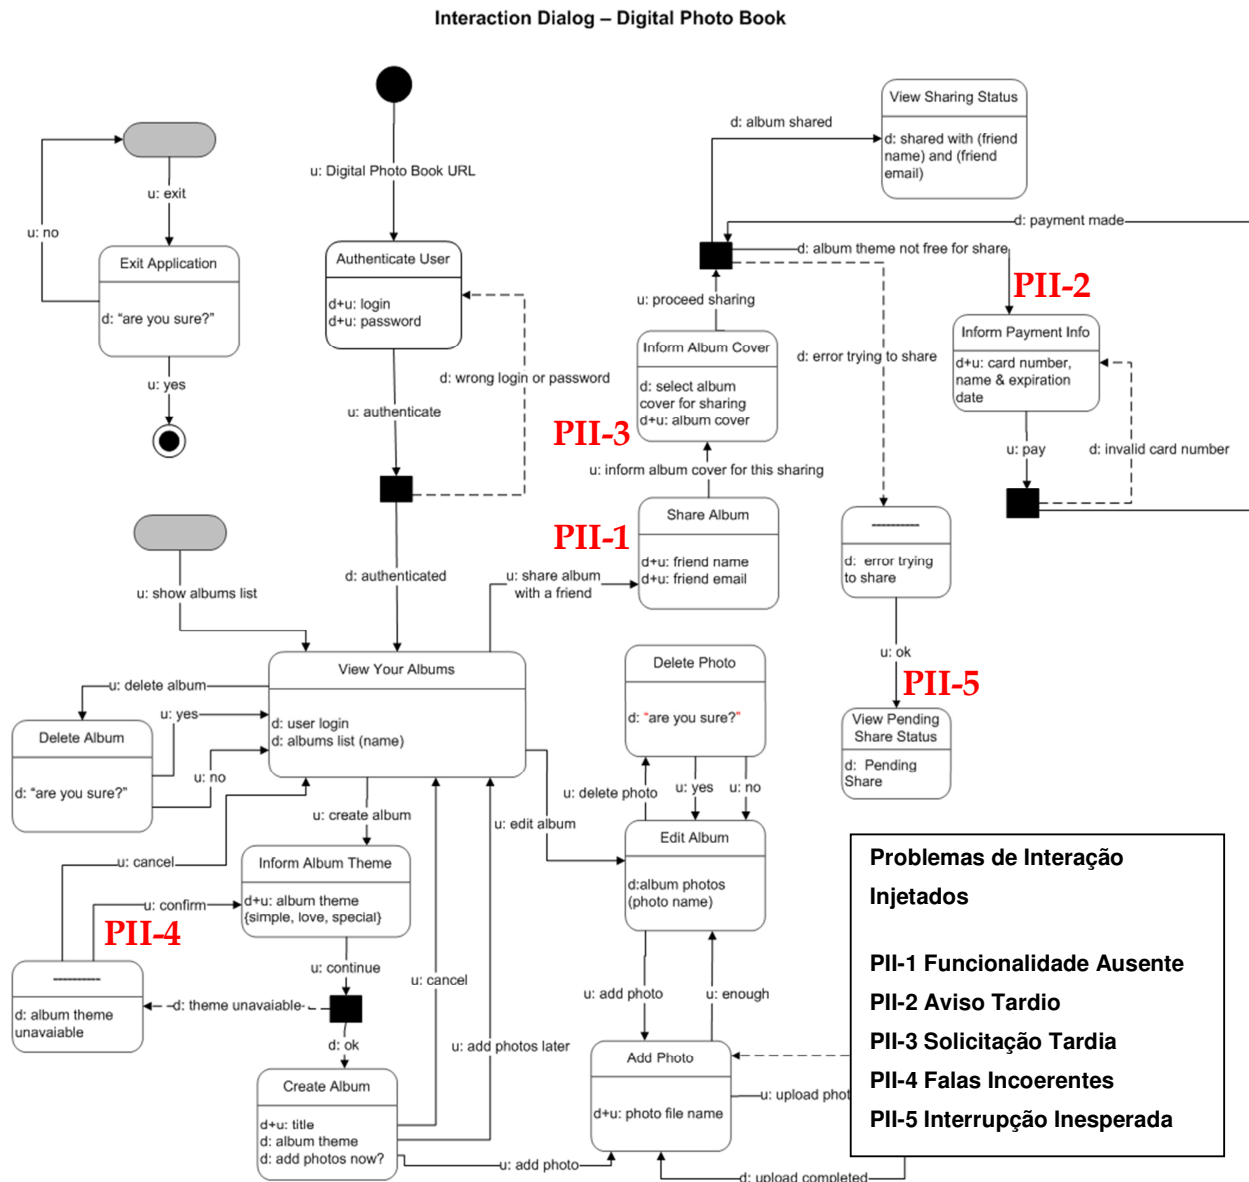 Interaction Dialog – Digital Photo Book
u: exit
u: no
Exit Application
d: “are you sure?”
u: yes
u: Digital Photo Book URL
Authenticate User
d+u: login
d+u: password
d: wrong login or password
u: authenticate
d: authenticated
u: show albums list
View Sharing Status
d: shared with (friend
name) and (friend
email)
d: album shared
d: payment made
d: album theme not free for share
PII-2
u: proceed sharing
Inform Album Cover
d: select album
cover for sharing
d+u: album cover
PII-3
d: error trying to share
Inform Payment Info
d+u: card number,
name & expiration
date
u: pay
d: invalid card number
u: inform album cover for this sharing
Share Album
d+u: friend name
d+u: friend email
PII-1
u: share album
with a friend
----------
d: error trying
to share
u: ok
PII-5
View Pending
Share Status
d: Pending
Share
View Your Albums
d: user login
d: albums list (name)
u: delete album
u: yes
u: no
Delete Album
d: “are you sure?”
Delete Photo
d: “are you sure?”
u: delete photo
u: yes
u: no
u: create album
u: edit album
Edit Album
d:album photos
(photo name)
u: cancel
u: confirm
PII-4
Inform Album Theme
d+u: album theme
{simple, love, special}
u: continue
u: cancel
----------
d: album theme
unavaiable
d: theme unavaiable
d: ok
u: add photos later
u: add photo
u: enough
Create Album
d+u: title
d: album theme
d: add photos now?
u: add photo
Add Photo
d+u: photo file name
u: upload phot
d: upload completed
Problemas de Interação
Injetados
PII-1 Funcionalidade Ausente
PII-2 Aviso Tardio
PII-3 Solicitação Tardia
PII-4 Falas Incoerentes
PII-5 Interrupção Inesperada